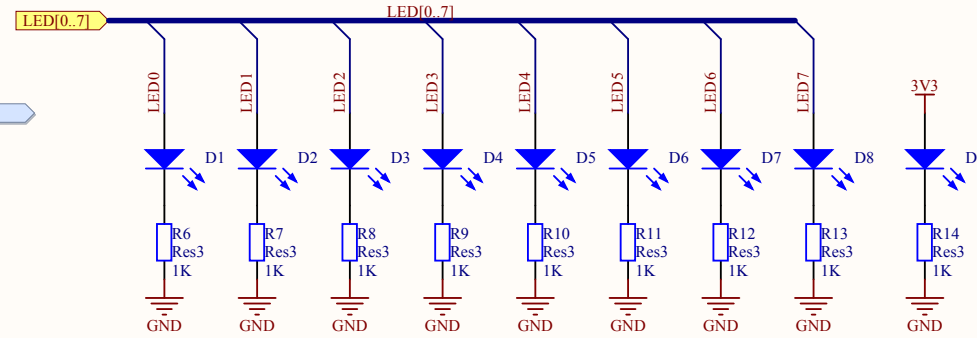 LED[0..7]
LED[0..7]
LED0
LED1
LED2
LED3
LED4
LED5
LED6
LED7
3V3
D1
D2
D3
D4
D5
D6
D7
D8
D
R6
Res3
1K
R7
Res3
1K
R8
Res3
1K
R9
Res3
1K
R10
Res3
1K
R11
Res3
1K
R12
Res3
1K
R13
Res3
1K
R14
Res3
1K
GND
GND
GND
GND
GND
GND
GND
GND
GND